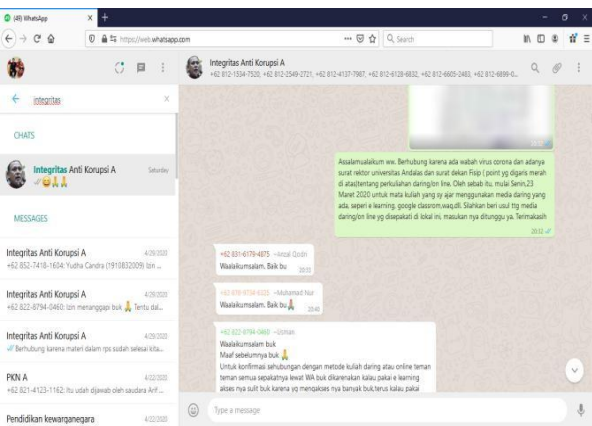 (49) WhatsApp
https://web.whatsapp.com
Search
integritas
CHATS
Integritas Anti Korupsi A
Saturday
MESSAGES
Integritas Anti Korupsi A
4/29/2020
+62 852-7418-1604: Yudha Candra (1910832009) Izin ...
Integritas Anti Korupsi A
4/29/2020
+62 822-8794-0460: Izin menanggapi buk Tentu dal...
Integritas Anti Korupsi A
4/29/2020
Berhubung karena materi dalam rps sudah selesai kita...
PKN A
4/22/2020
+62 821-4123-1162: Itu udah dijawab oleh saudara Arif ...
Pendidikan kewarganegara
4/22/2020
Integritas Anti Korupsi A
+62 812-1534-7520, +62 812-2549-2721, +62 812-4137-7967, +62 812-6128-6832, +62 812-6605-2483, +62 812-6899-0...
20:32
Assalamualaikum ww. Berhubung karena ada wabah virus corona dan adanya
surat rektor universitas Andalas dan surat dekan Fisip ( point yg digaris merah
di atas)tentang perkuliahan daring/on line. Oleh sebab itu, mulai Senin,23
Maret 2020 untuk mata kuliah yang sy ajar menggunakan media daring yang
ada, seperi e learning, google classrom,waq,dll. Silahkan beri usul ttg media
daring/on line yg disepakati di lokal ini, masukan nya ditunggu ya. Terimakasih
20:32
+62 831-6179-4875 ~Anzal Qodri
Waalaikumsalam. Baik bu
20:33
~Muhamad Nur
Waalaikumsalam. Baik bu
20:40
+62 822-8794-0460 ~Usman
Waalaikumsalam buk
Maaf sebelumnya buk
Untuk konfirmasi sehubungan dengan metode kuliah daring atau online teman
teman semua sepakatnya lewat WA buk dikarenakan kalau pakai e learning
akses nya sulit buk karena yg mengakses nya banyak buk,terus kalau pakai
Type a message